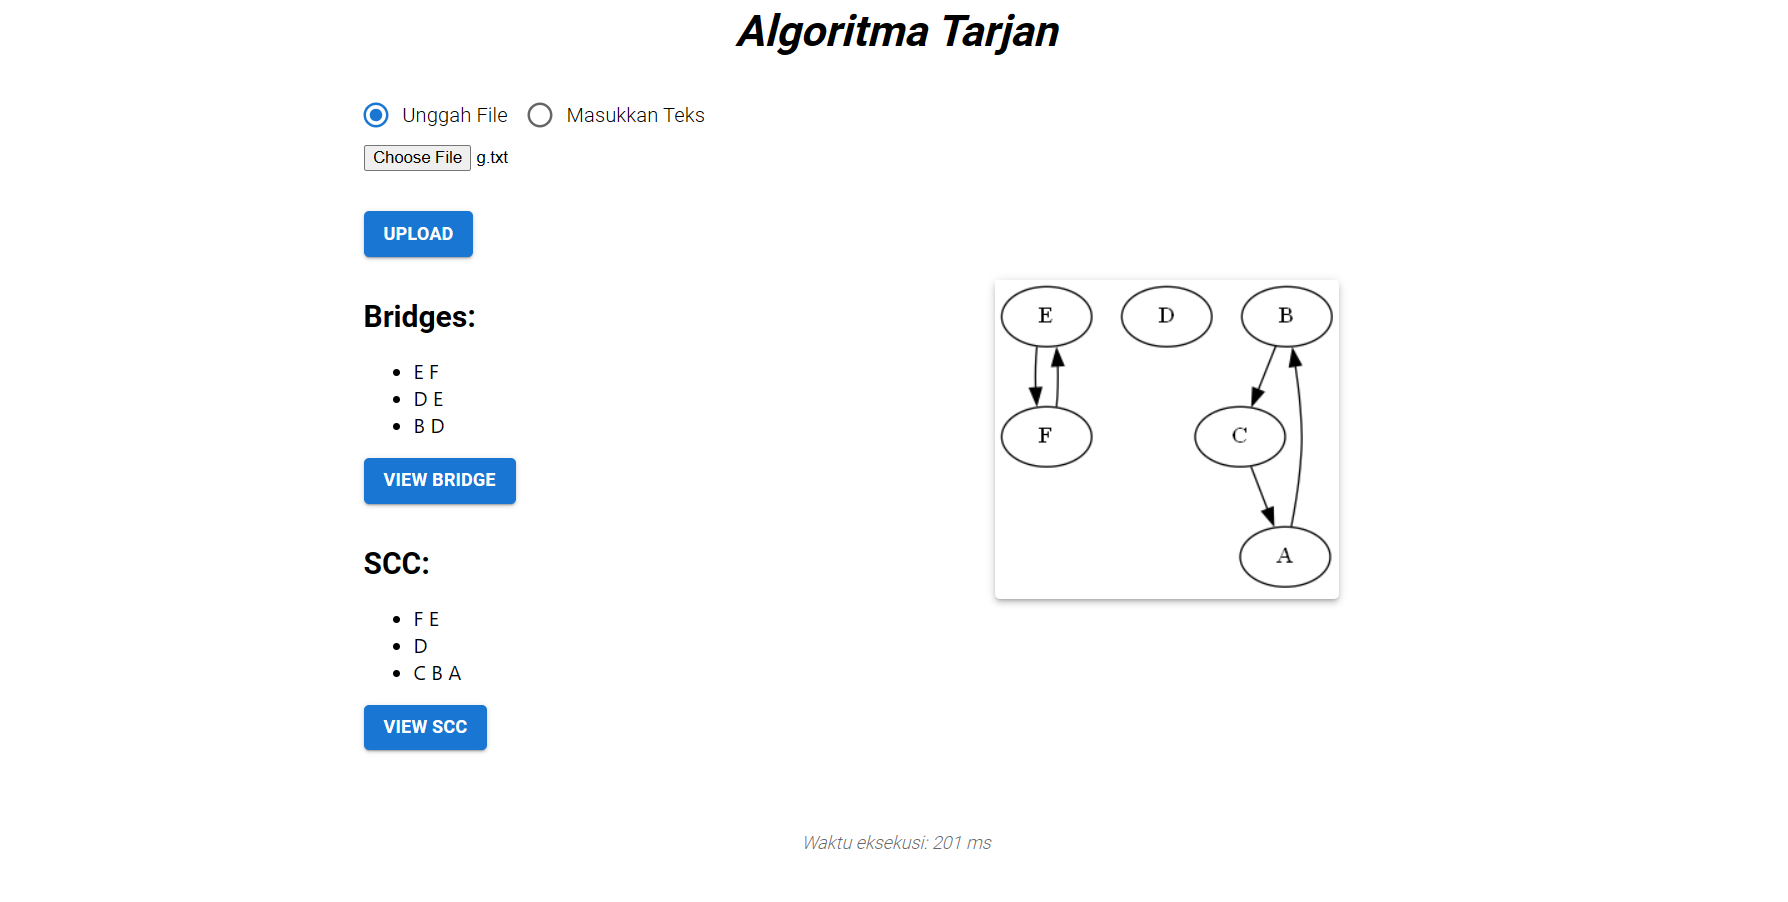 Algoritma Tarjan
Unggah File Masukkan Teks
Choose File g.txt
UPLOAD
Bridges:
E F
D E
B D
VIEW BRIDGE
SCC:
F E
D
C B A
VIEW SCC
E D B
F C
A
Waktu eksekusi: 201 ms